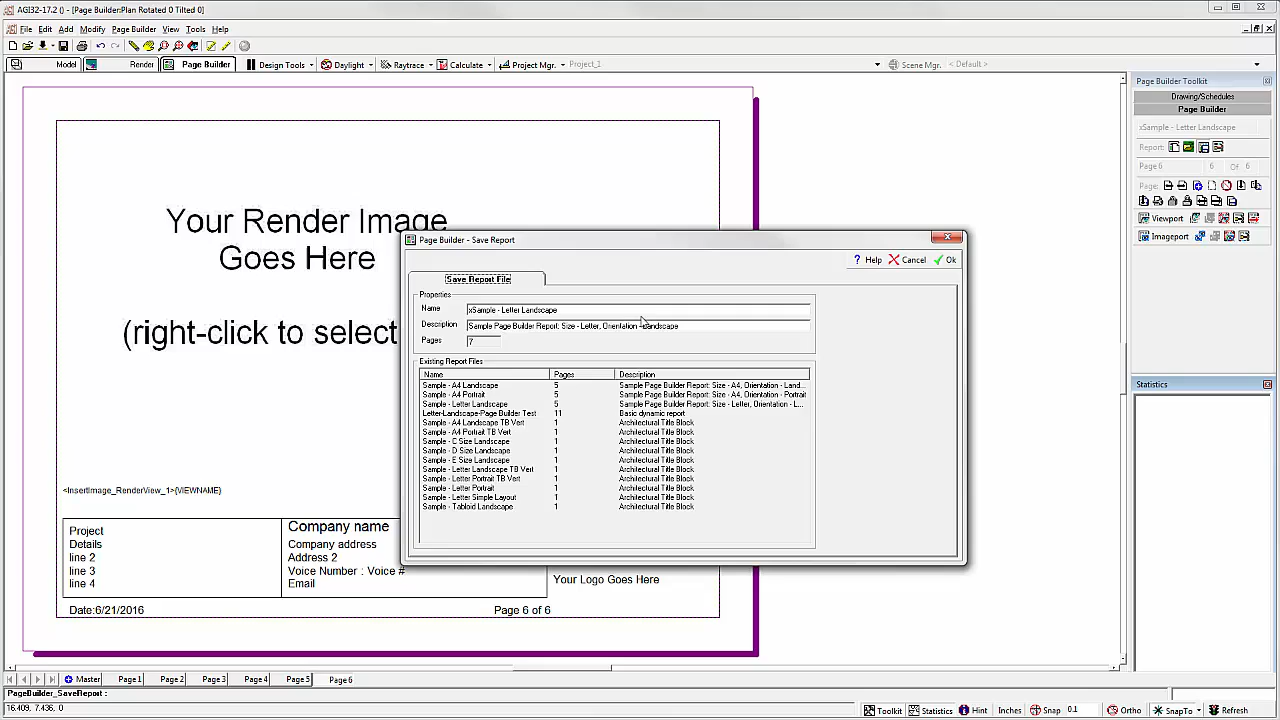 AGI32-17.2 () - [Page Builder:Plan Rotated 0 Tilted 0]
File Edit Add Modify Page Builder View Tools Help
Model Render Page Builder Design Tools Daylight Raytrace Calculate Project Mgr. Project_1 Scene Mgr. < Default >
Page Builder Toolkit
Drawing/Schedules
Page Builder
xSample - Letter Landscape
Report:
Page 6 6 Of 6
Page:
Viewport
Imageport
Statistics
Your Render Image
Goes Here
(right-click to select
<InsertImage_RenderView_1>{VIEWNAME}
Project
Details
line 2
line 3
line 4
Company name
Company address
Address 2
Voice Number : Voice #
Email
Your Logo Goes Here
Date:6/21/2016
Page 6 of 6
Page Builder - Save Report
Help Cancel Ok
Save Report File
Properties
Name xSample - Letter Landscape
Description Sample Page Builder Report: Size - Letter, Orientation - Landscape
Pages 7
Existing Report Files
Name Pages Description
Sample - A4 Landscape 5 Sample Page Builder Report: Size - A4, Orientation - Land...
Sample - A4 Portrait 5 Sample Page Builder Report: Size - A4, Orientation - Portrait
Sample - Letter Landscape 5 Sample Page Builder Report: Size - Letter, Orientation - L...
Letter-Landscape-Page Builder Test 11 Basic dynamic report
Sample - A4 Landscape TB Vert 1 Architectural Title Block
Sample - A4 Portrait TB Vert 1 Architectural Title Block
Sample - C Size Landscape 1 Architectural Title Block
Sample - D Size Landscape 1 Architectural Title Block
Sample - E Size Landscape 1 Architectural Title Block
Sample - Letter Landscape TB Vert 1 Architectural Title Block
Sample - Letter Portrait TB Vert 1 Architectural Title Block
Sample - Letter Portrait 1 Architectural Title Block
Sample - Letter Simple Layout 1 Architectural Title Block
Sample - Tabloid Landscape 1 Architectural Title Block
Master Page1 Page2 Page3 Page4 Page5 Page6
PageBuilder_SaveReport :
16.409, 7.436, 0
Toolkit Statistics Hint Inches Snap 0.1 Ortho SnapTo Refresh